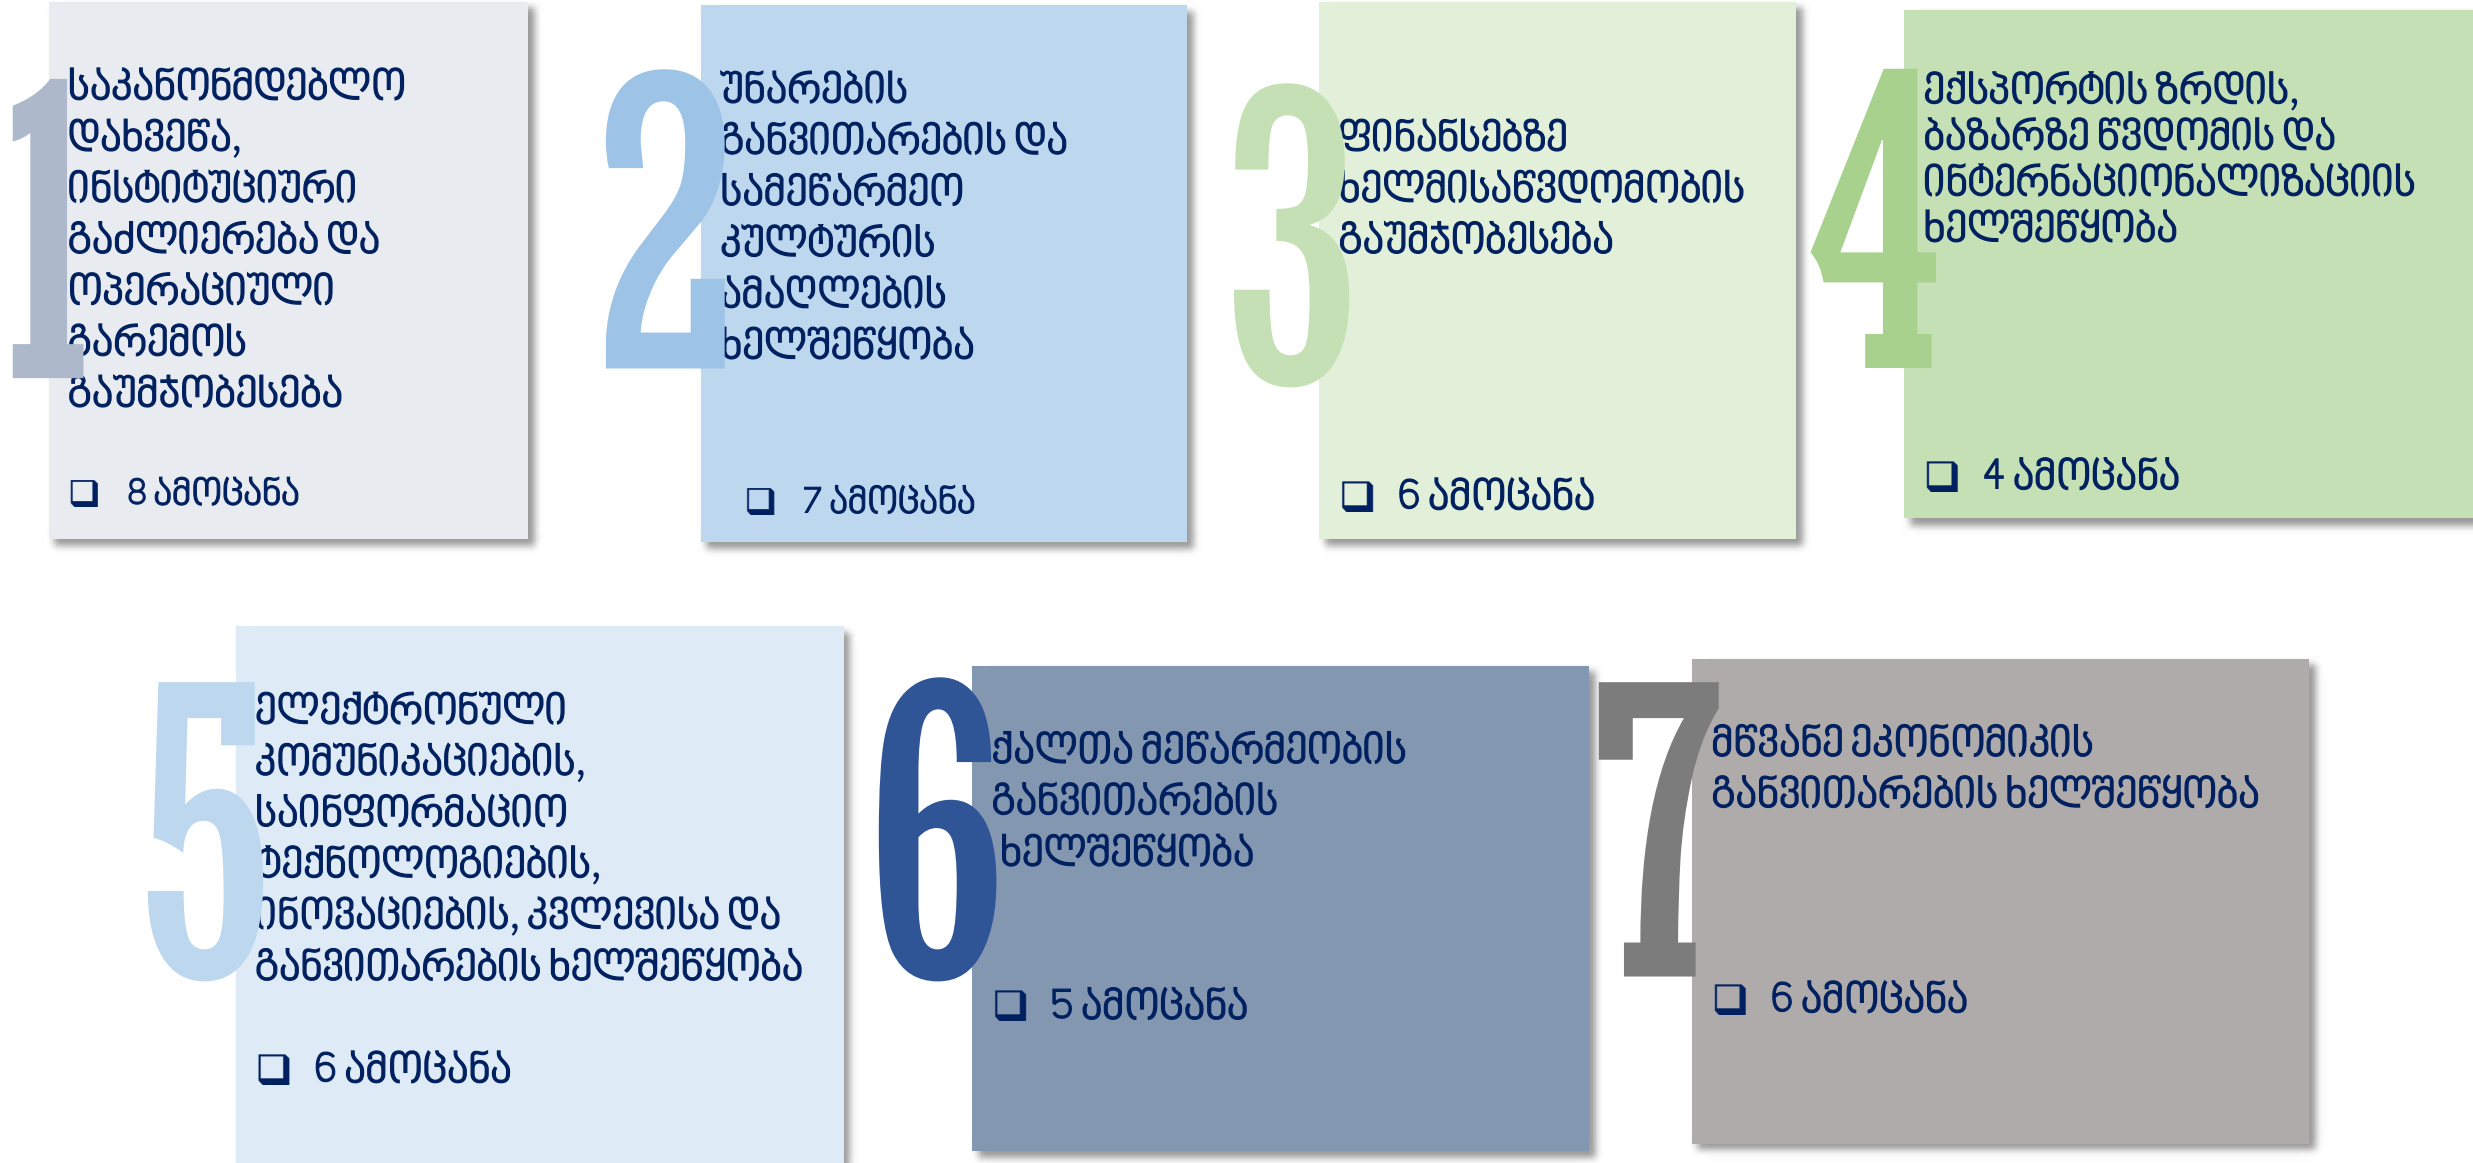 1
საკანონმდებლო
დახვეწა,
ინსტიტუციური
გაძლიერება და
ოპერაციული
გარემოს
გაუმჯობესება
❑ 8 ამოცანა
2
უნარების
განვითარების და
სამეწარმეო
კულტურის
ამაღლების
ხელშეწყობა
❑ 7 ამოცანა
3
ფინანსებზე
ხელმისაწვდომობის
გაუმჯობესება
❑ 6 ამოცანა
4
ექსპორტის ზრდის,
ბაზარზე წვდომის და
ინტერნაციონალიზაციის
ხელშეწყობა
❑ 4 ამოცანა
5
ელექტრონული
კომუნიკაციების,
საინფორმაციო
ტექნოლოგიების,
ინოვაციების, კვლევისა და
განვითარების ხელშეწყობა
❑ 6 ამოცანა
6
ქალთა მეწარმეობის
განვითარების
ხელშეწყობა
❑ 5 ამოცანა
7
მწვანე ეკონომიკის
განვითარების ხელშეწყობა
❑ 6 ამოცანა